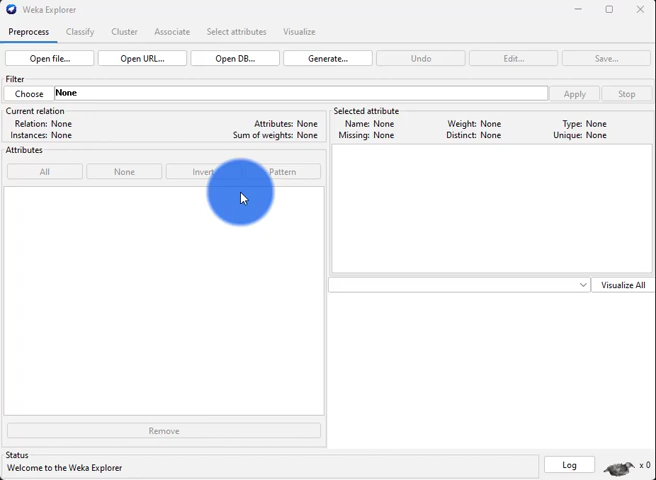 Weka Explorer
Preprocess Classify Cluster Associate Select attributes Visualize
Open file... Open URL... Open DB... Generate... Undo Edit... Save...
Filter
Choose None Apply Stop
Current relation
Relation: None Attributes: None
Instances: None Sum of weights: None
Attributes
All None Invert Pattern
Remove
Selected attribute
Name: None Weight: None Type: None
Missing: None Distinct: None Unique: None
Visualize All
Status
Welcome to the Weka Explorer
Log x 0